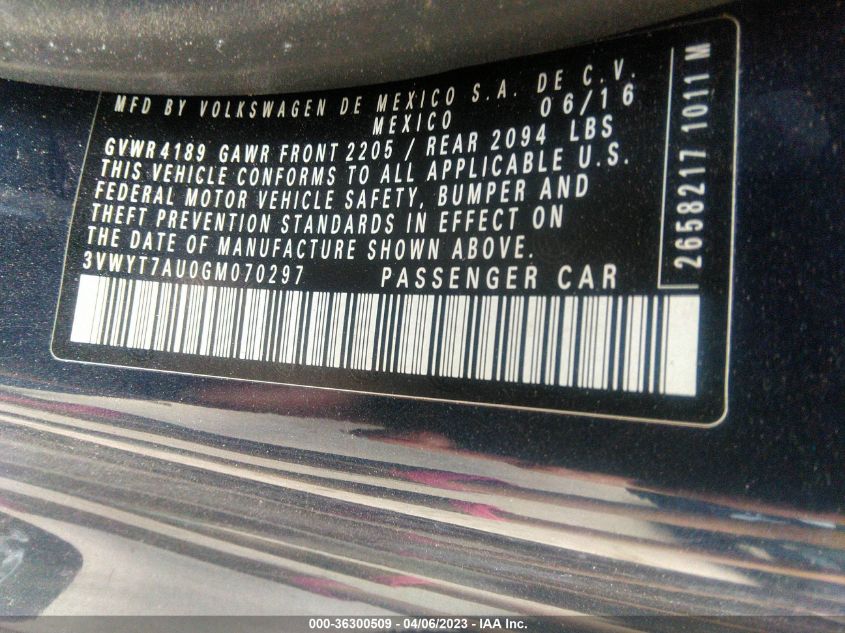 MFD BY VOLKSWAGEN DE MEXICO S.A. DE C.V.
MEXICO 06/16
GVWR 4189 GAWR FRONT 2205 / REAR 2094 LBS
THIS VEHICLE CONFORMS TO ALL APPLICABLE U.S.
FEDERAL MOTOR VEHICLE SAFETY, BUMPER AND
THEFT PREVENTION STANDARDS IN EFFECT ON
THE DATE OF MANUFACTURE SHOWN ABOVE.
3VWYT7AU0GM070297 PASSENGER CAR
2658217 1011 M
000-36300509 - 04/06/2023 - © IAA Inc.